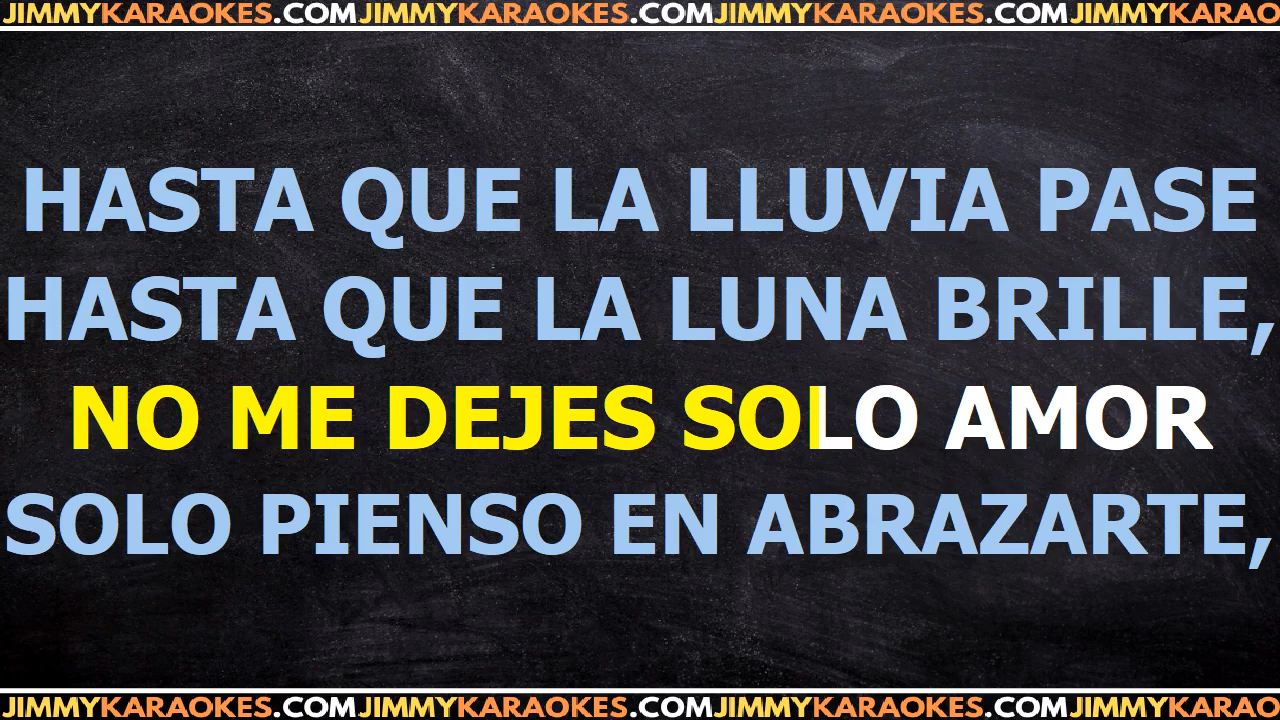 JIMMYKARAOKES.COMJIMMYKARAOKES.COMJIMMYKARAOKES.COMJIMMYKARAO
HASTA QUE LA LLUVIA PASE
HASTA QUE LA LUNA BRILLE,
NO ME DEJES SOLO AMOR
SOLO PIENSO EN ABRAZARTE,
JIMMYKARAOKES.COMJIMMYKARAOKES.COMJIMMYKARAOKES.COMJIMMYKARAO